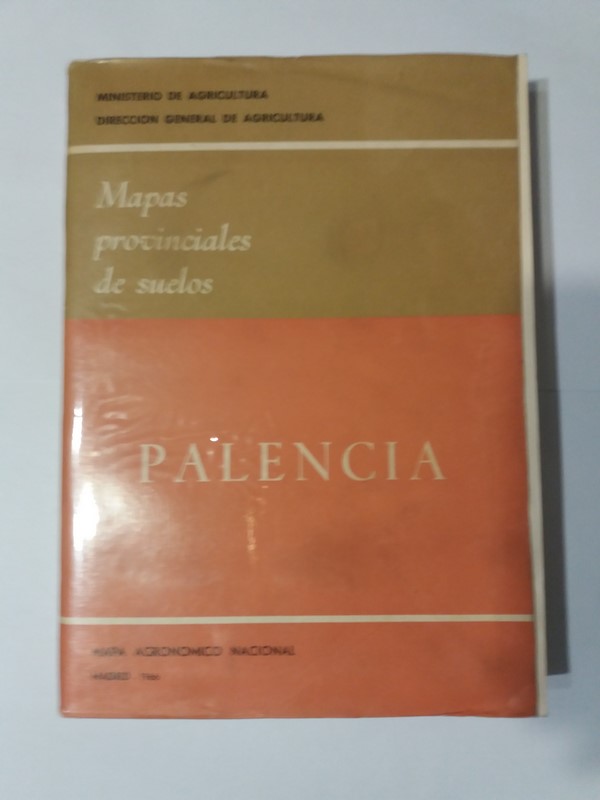 MINISTERIO DE AGRICULTURA
DIRECCION GENERAL DE AGRICULTURA
Mapas
provinciales
de suelos
PALENCIA
MAPA AGRONOMICO NACIONAL
MADRID